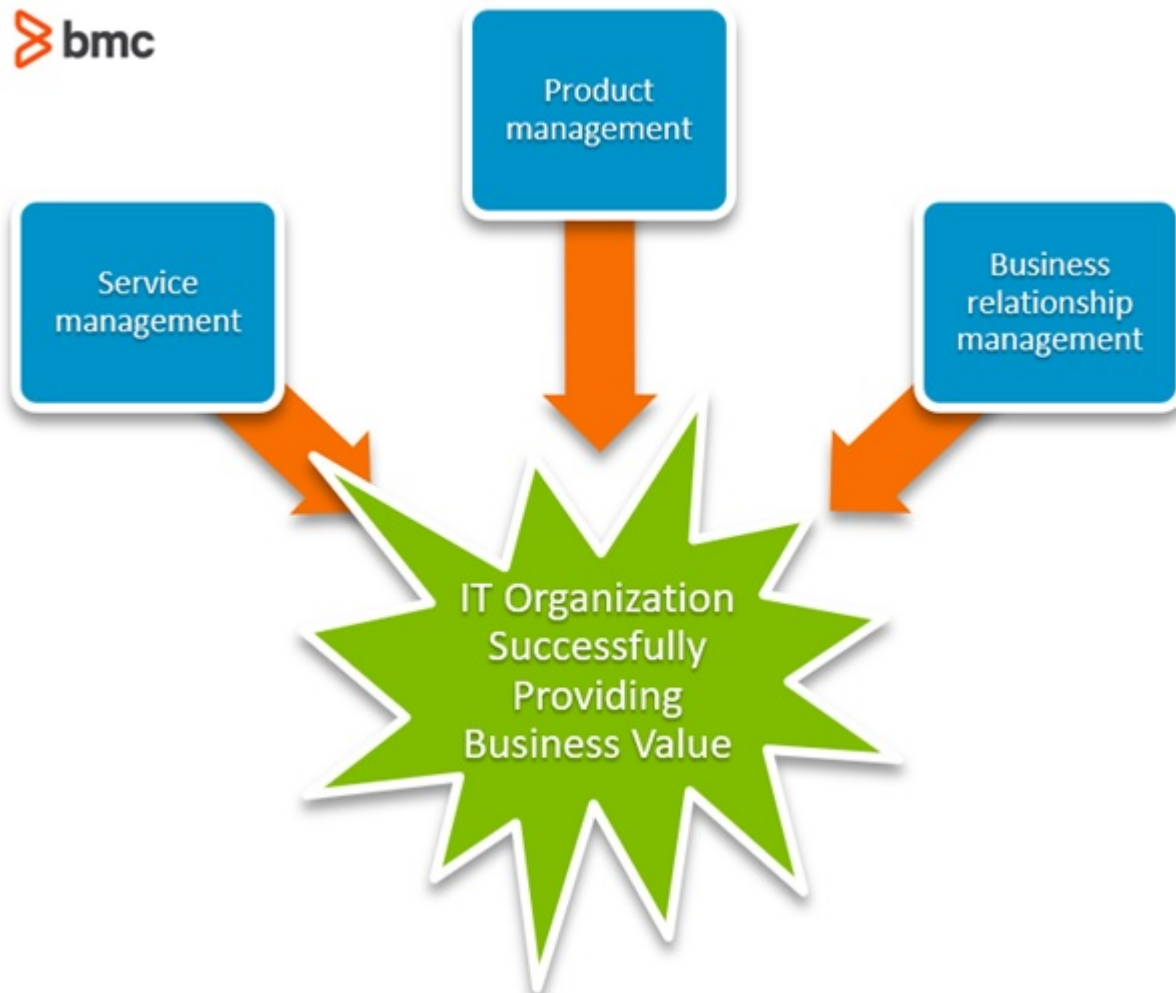 bmc
Product
management
Service
management
Business
relationship
management
IT Organization
Successfully
Providing
Business Value